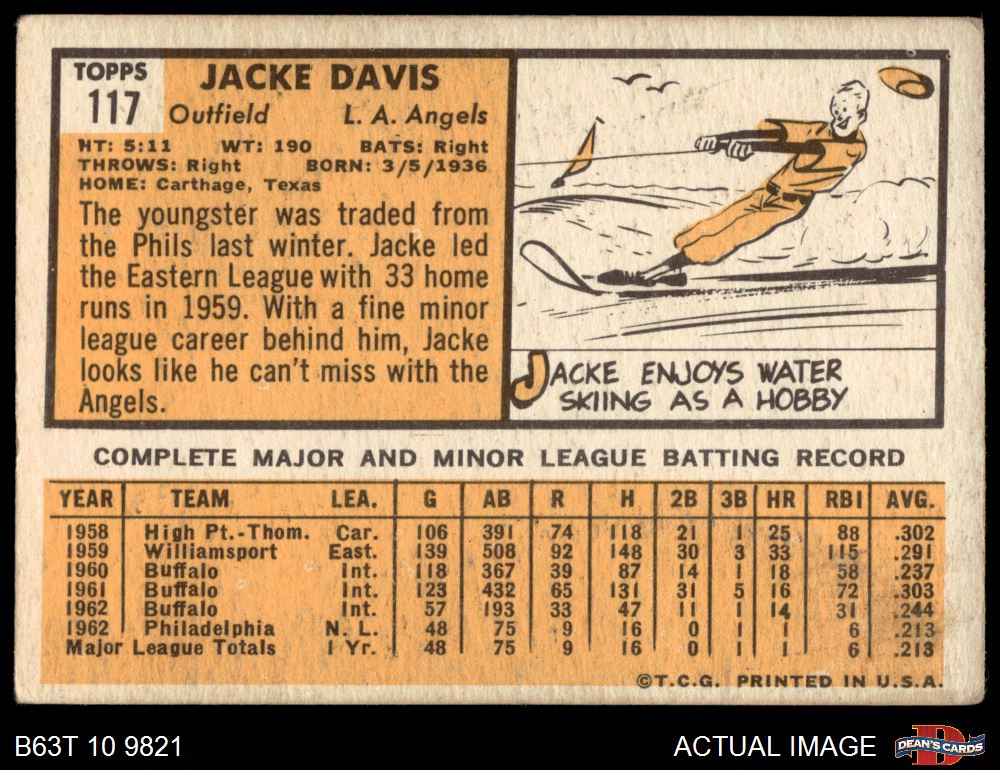 TOPPS
117
JACKE DAVIS
Outfield L. A. Angels
HT: 5:11 WT: 190 BATS: Right
THROWS: Right BORN: 3/5/1936
HOME: Carthage, Texas
The youngster was traded from
the Phils last winter. Jacke led
the Eastern League with 33 home
runs in 1959. With a fine minor
league career behind him, Jacke
looks like he can't miss with the
Angels.
JACKE ENJOYS WATER
SKIING AS A HOBBY
COMPLETE MAJOR AND MINOR LEAGUE BATTING RECORD
YEAR TEAM LEA. G AB R H 2B 3B HR RBI AVG.
1958 High Pt.-Thom. Car. 106 391 74 118 21 1 25 88 .302
1959 Williamsport East. 139 508 92 148 30 3 33 115 .291
1960 Buffalo Int. 118 367 39 87 14 1 18 58 .237
1961 Buffalo Int. 123 432 65 131 31 5 16 72 .303
1962 Buffalo Int. 57 193 33 47 11 1 14 31 .244
1962 Philadelphia N. L. 48 75 9 16 0 1 1 6 .213
Major League Totals 1 Yr. 48 75 9 16 0 1 1 6 .213
©T.C.G. PRINTED IN U.S.A.
B63T 10 9821
ACTUAL IMAGE
DEAN'S CARDS